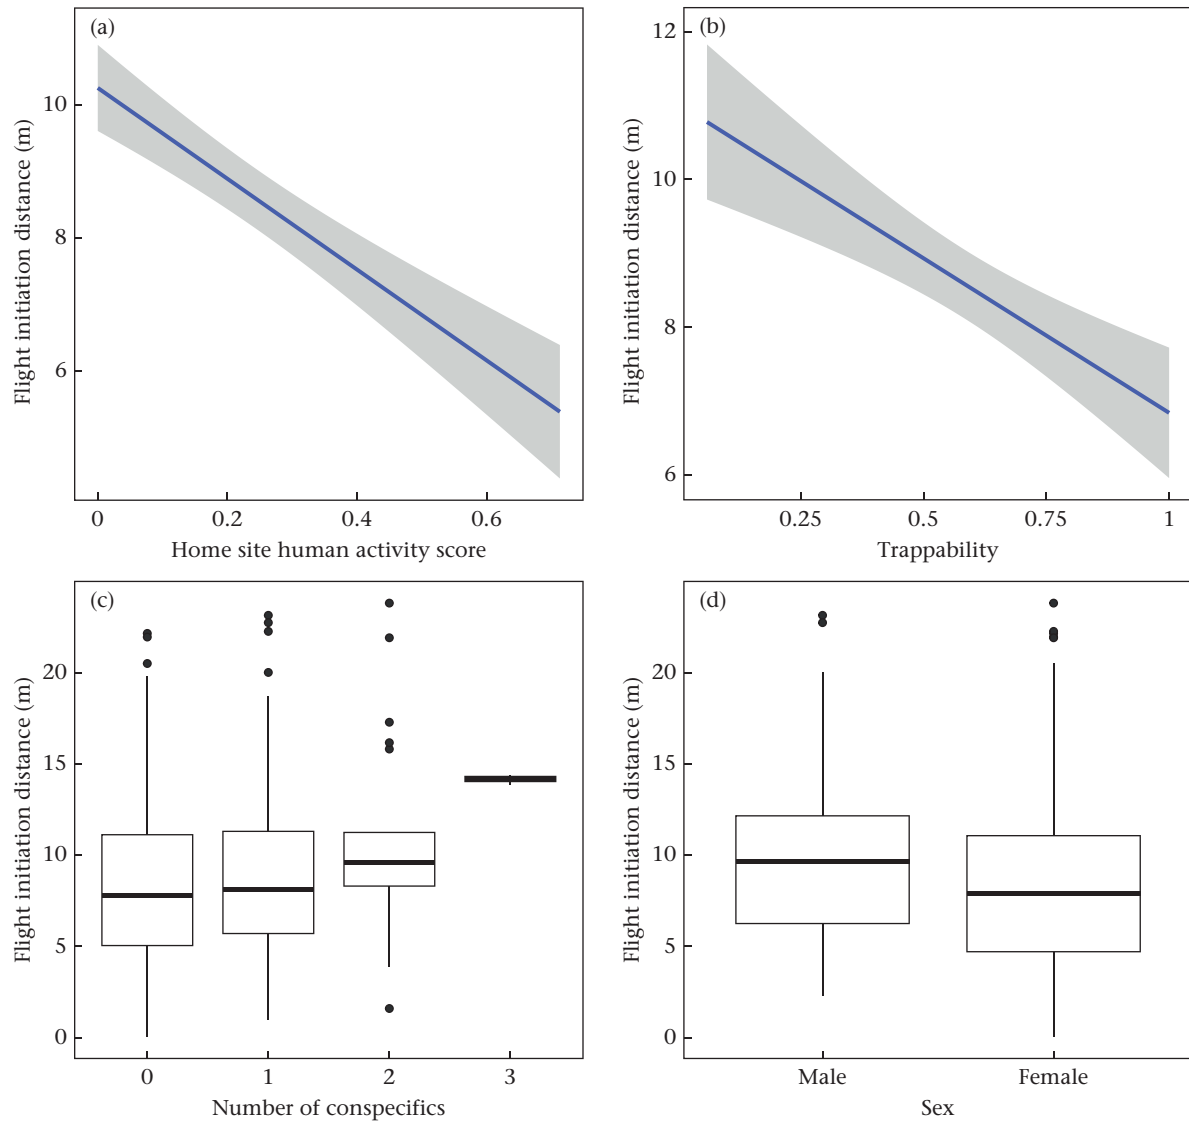 (a)
10
8
6
Flight initiation distance (m)
0 0.2 0.4 0.6
Home site human activity score
(b)
12
10
8
6
Flight initiation distance (m)
0.25 0.5 0.75 1
Trappability
(c)
20
15
10
5
0
Flight initiation distance (m)
0 1 2 3
Number of conspecifics
(d)
20
15
10
5
0
Flight initiation distance (m)
Male Female
Sex